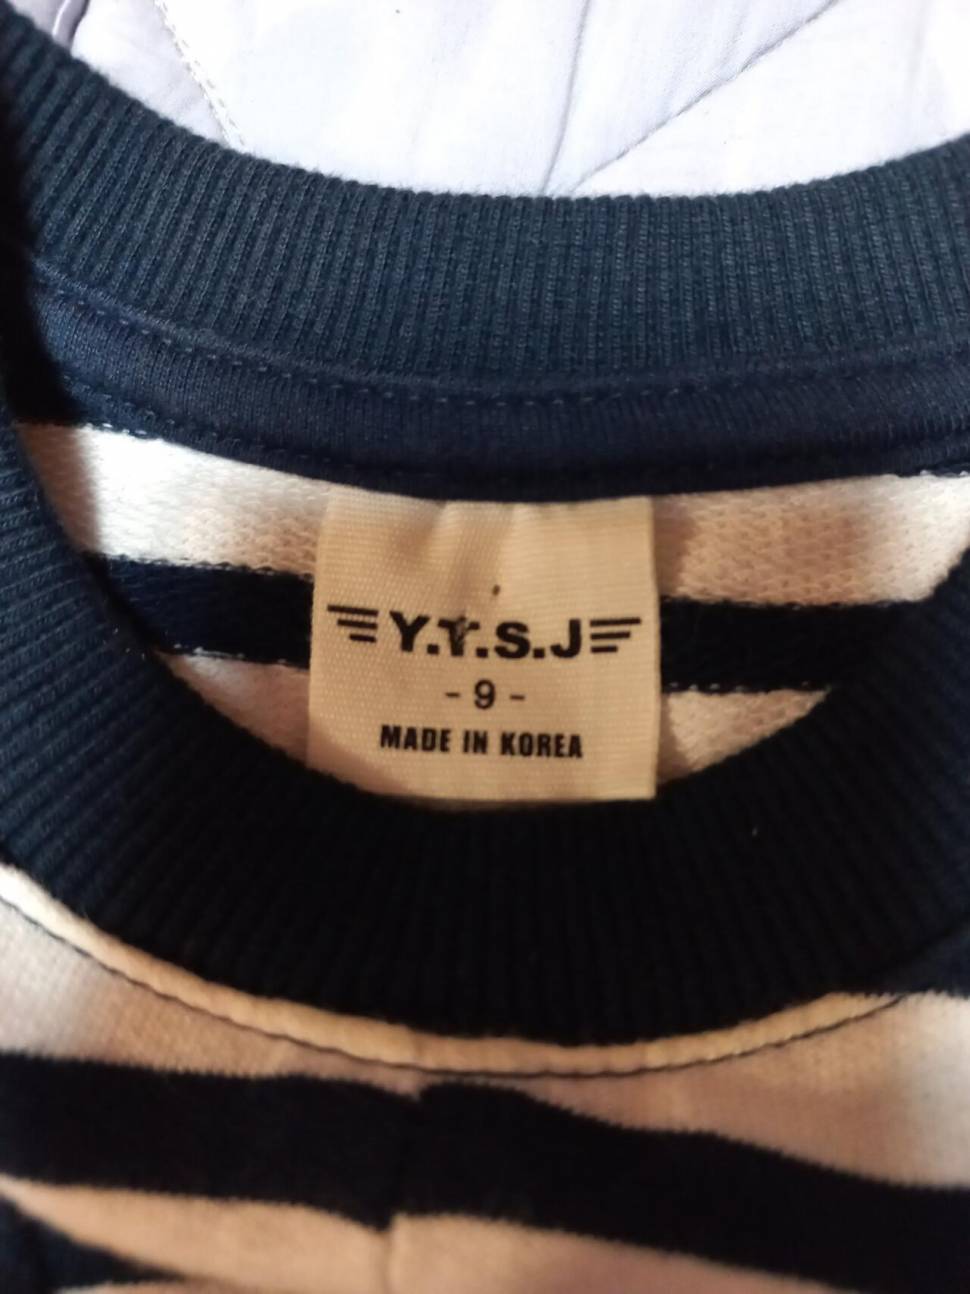 Y.T.S.J
- 9 -
MADE IN KOREA